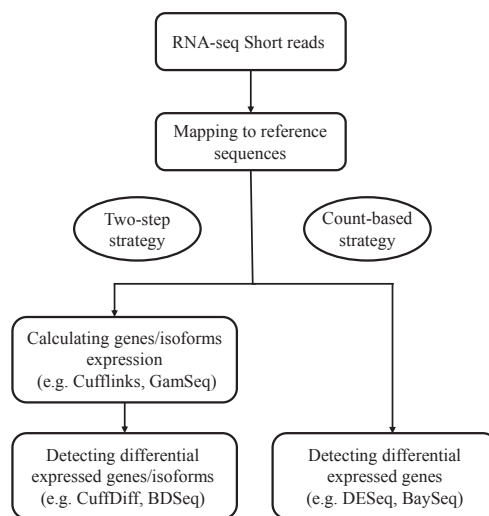 RNA-seq Short reads
Mapping to reference
sequences
Two-step
strategy
Count-based
strategy
Calculating genes/isoforms
expression
(e.g. Cufflinks, GamSeq)
Detecting differential
expressed genes/isoforms
(e.g. CuffDiff, BDSeq)
Detecting differential
expressed genes
(e.g. DESeq, BaySeq)